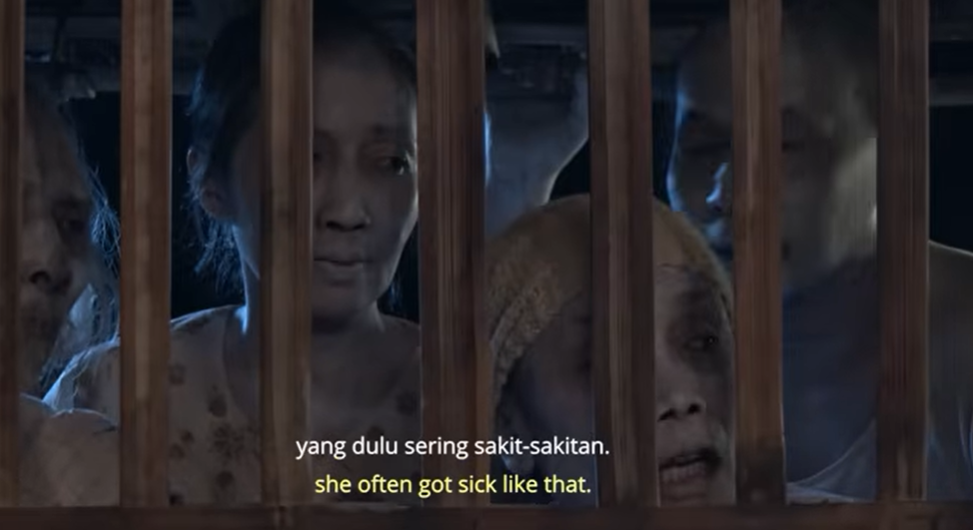 yang dulu sering sakit-sakitan.
she often got sick like that.